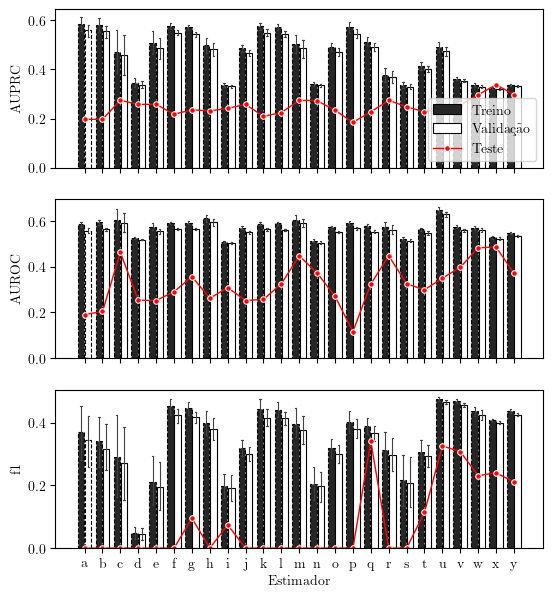 0.6
0.4
0.2
0.0
AUPRC
Treino
Validação
Teste
0.6
0.4
0.2
0.0
AUROC
0.4
0.2
0.0
f1
a b c d e f g h i j k l m n o p q r s t u v w x y
Estimador